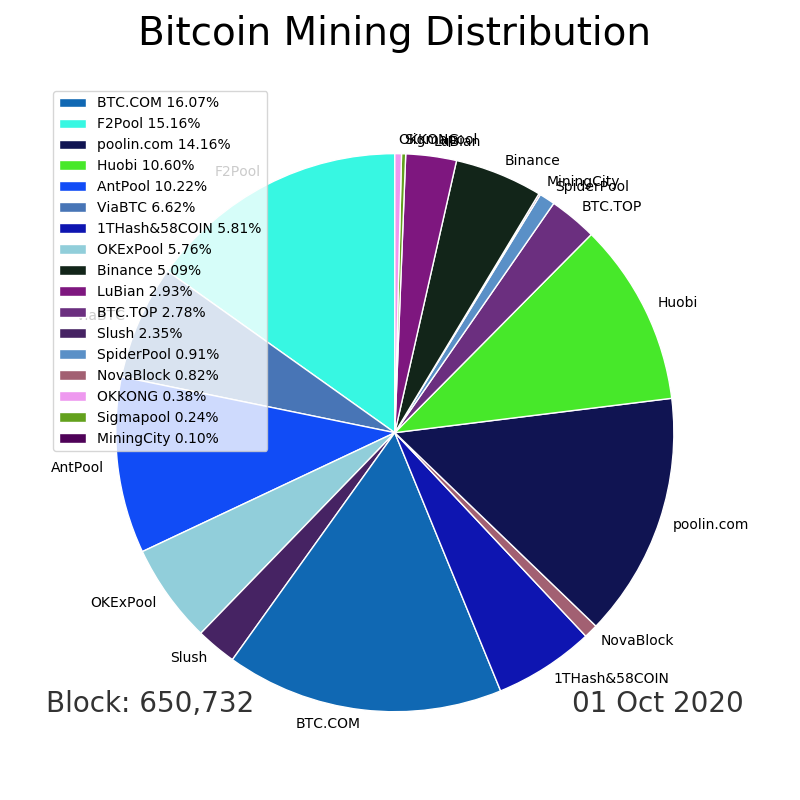 Bitcoin Mining Distribution
BTC.COM 16.07%
F2Pool 15.16%
poolin.com 14.16%
Huobi 10.60%
AntPool 10.22%
ViaBTC 6.62%
1THash&58COIN 5.81%
OKExPool 5.76%
Binance 5.09%
LuBian 2.93%
BTC.TOP 2.78%
Slush 2.35%
SpiderPool 0.91%
NovaBlock 0.82%
OKKONG 0.38%
Sigmapool 0.24%
MiningCity 0.10%
OKKONG
Sigmapool
LuBian
Binance
MiningCity
SpiderPool
BTC.TOP
Huobi
poolin.com
NovaBlock
1THash&58COIN
BTC.COM
Slush
OKExPool
AntPool
ViaBTC
F2Pool
Block: 650,732
01 Oct 2020